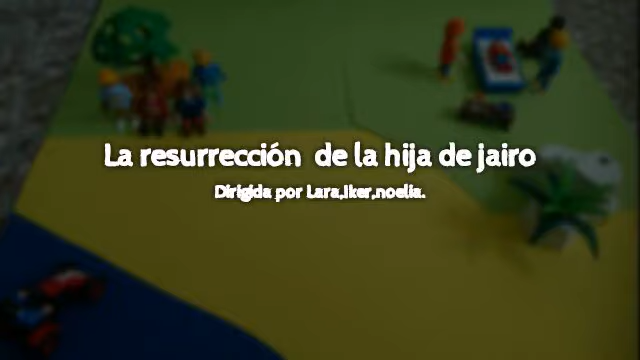 La resurrección de la hija de jairo
Dirigida por Lara,Iker,noelia.